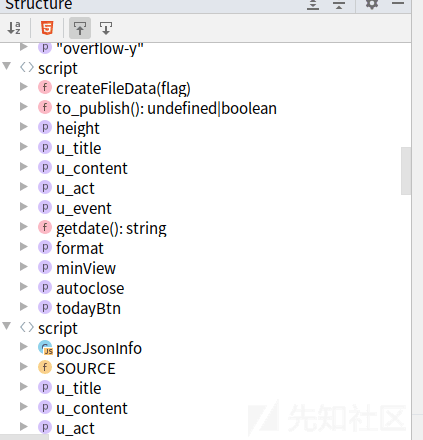 Structure
"overflow-y"
script
createFileData(flag)
to_publish(): undefined|boolean
height
u_title
u_content
u_act
u_event
getdate(): string
format
minView
autoclose
todayBtn
script
pocJsonInfo
SOURCE
u_title
u_content
u_act
先知社区